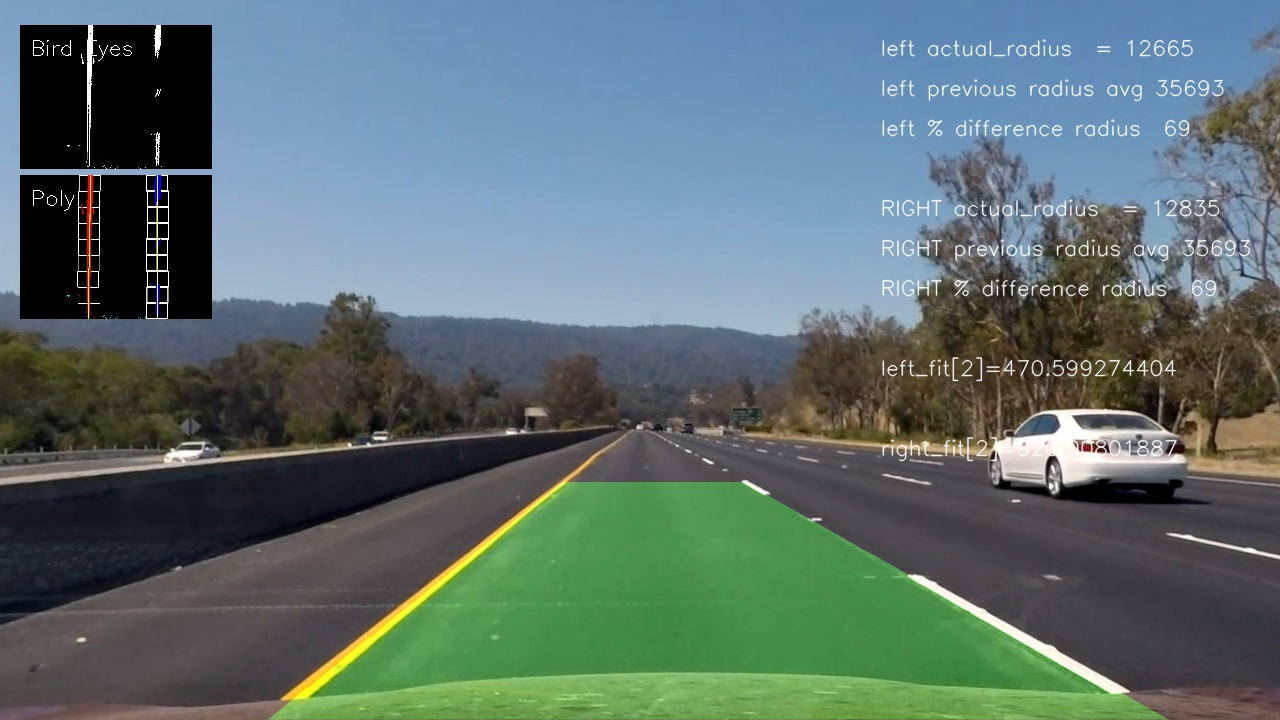 Bird Eyes
Poly
left actual_radius = 12665
left previous radius avg 35693
left % difference radius 69
RIGHT actual_radius = 12835
RIGHT previous radius avg 35693
RIGHT % difference radius 69
left_fit[2]=470.599274404